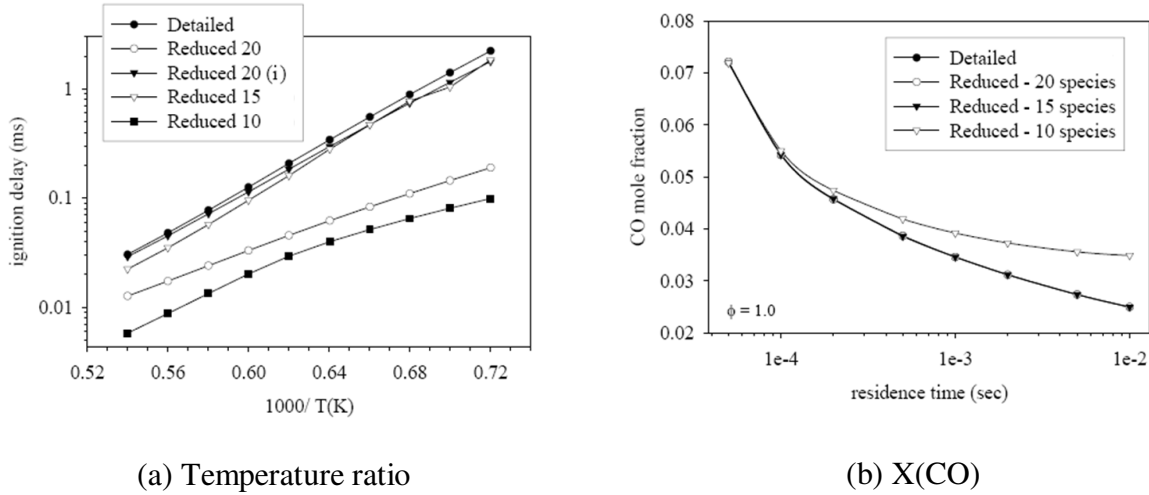 Detailed
Reduced 20
Reduced 20 (i)
Reduced 15
Reduced 10
1
0.1
0.01
ignition delay (ms)
0.52 0.56 0.60 0.64 0.68 0.72
1000/ T(K)
(a) Temperature ratio
0.08
0.07
0.06
0.05
0.04
0.03
0.02
CO mole fraction
Detailed
Reduced - 20 species
Reduced - 15 species
Reduced - 10 species
ϕ = 1.0
1e-4 1e-3 1e-2
residence time (sec)
(b) X(CO)